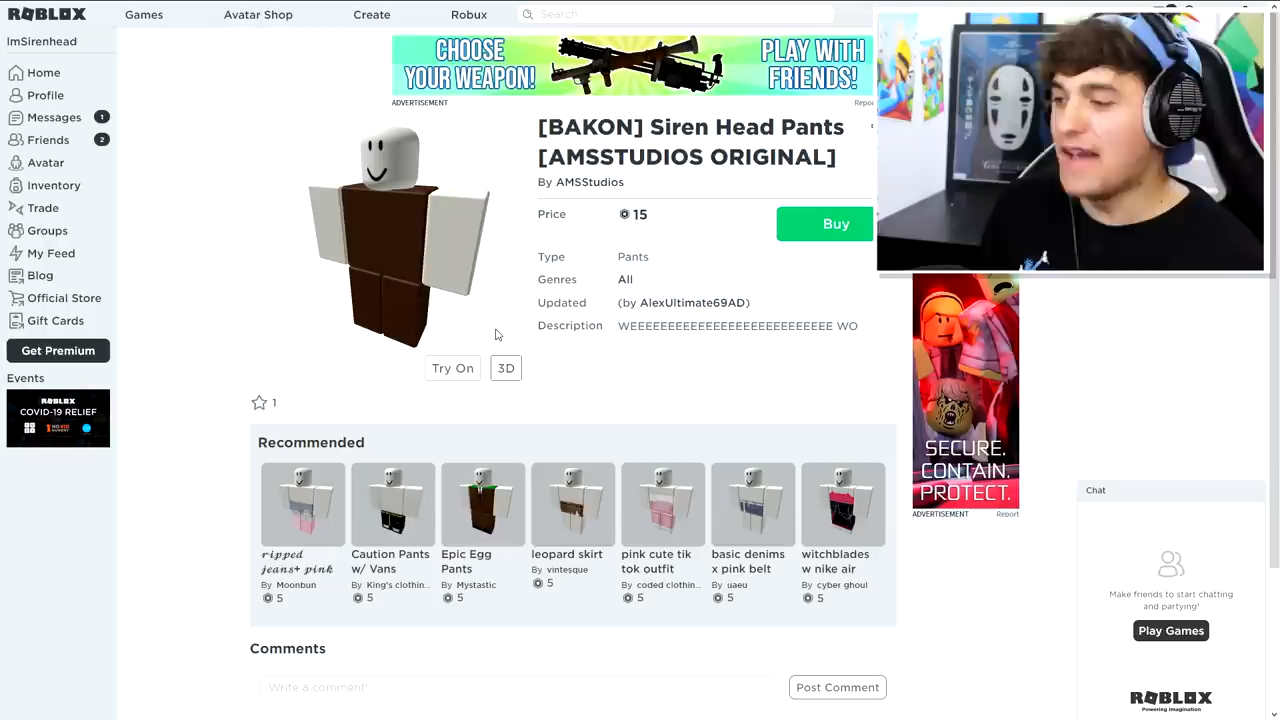 ROBLOX
Games
Avatar Shop
Create
Robux
Search
ImSirenhead
Home
Profile
Messages 1
Friends 2
Avatar
Inventory
Trade
Groups
My Feed
Blog
Official Store
Gift Cards
Get Premium
Events
ROBLOX
COVID-19 RELIEF
NO KID
HUNGRY
CHOOSE
YOUR WEAPON!
PLAY WITH
FRIENDS!
ADVERTISEMENT
Repor
[BAKON] Siren Head Pants
[AMSSTUDIOS ORIGINAL]
By AMSStudios
Price 15
Buy
Type Pants
Genres All
Updated (by AlexUltimate69AD)
Description WEEEEEEEEEEEEEEEEEEEEEEEEEEE WO
Try On
3D
1
Recommended
ripped
jeans+ pink
By Moonbun
5
Caution Pants
w/ Vans
By King's clothin...
5
Epic Egg
Pants
By Mystastic
5
leopard skirt
By vintesque
5
pink cute tik
tok outfit
By coded clothin...
5
basic denims
x pink belt
By uaeu
5
witchblades
w nike air
By cyber ghoul
5
Comments
Write a comment!
Post Comment
SECURE.
CONTAIN.
PROTECT.
ADVERTISEMENT
Report
Chat
Make friends to start chatting
and partying!
Play Games
ROBLOX
Powering Imagination